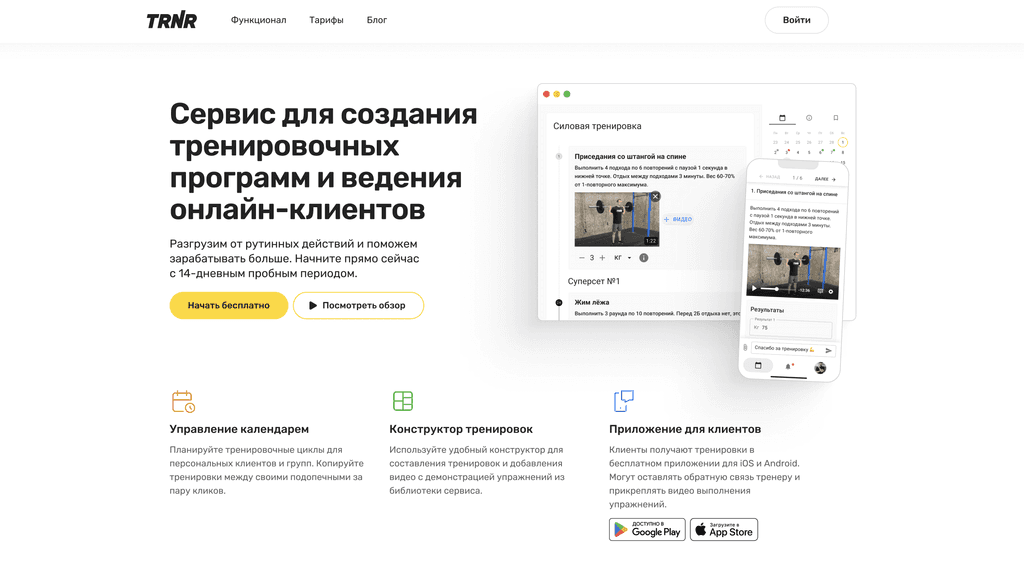 TRNR
Функционал
Тарифы
Блог
Войти
Сервис для создания
тренировочных
программ и ведения
онлайн-клиентов
Разгрузим от рутинных действий и поможем
зарабатывать больше. Начните прямо сейчас
с 14-дневным пробным периодом.
Начать бесплатно
Посмотреть обзор
Силовая тренировка
Приседания со штангой на спине
Выполнить 4 подхода по 6 повторений с паузой 1 секунда в
нижней точке. Отдых между подходами 3 минуты. Вес 60-70%
от 1-повторного максимума.
1:22
+ ВИДЕО
− 3 + КГ
Суперсет №1
Жим лёжа
Выполнить 3 раунда по 10 повторений. Перед 2Б отдыха нет,
НАЗАД
1 / 6
ДАЛЕЕ
1. Приседания со штангой на спине
Выполнить 4 подхода по 6 повторений
с паузой 1 секунда в нижней точке.
Отдых между подходами 3 минуты.
Вес 60-70% от 1-повторного
максимума.
-12:36
Результаты
Результат 1
Кг 75
Спасибо за тренировку 💪
Управление календарем
Планируйте тренировочные циклы для
персональных клиентов и групп. Копируйте
тренировки между своими подопечными за
пару кликов.
Конструктор тренировок
Используйте удобный конструктор для
составления тренировок и добавления
видео с демонстрацией упражнений из
библиотеки сервиса.
Приложение для клиентов
Клиенты получают тренировки в
бесплатном приложении для iOS и Android.
Могут оставлять обратную связь тренеру и
прикреплять видео выполнения
упражнений.
ДОСТУПНО В
Google Play
Загрузите в
App Store